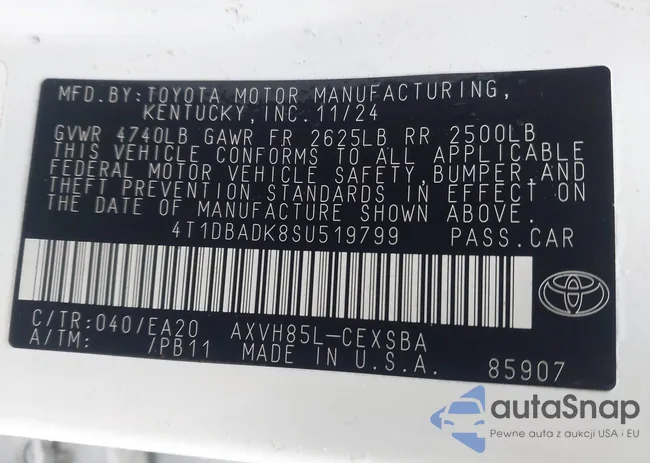 MFD.BY:TOYOTA MOTOR MANUFACTURING,
KENTUCKY,INC.11/24
GVWR 4740LB GAWR FR 2625LB RR 2500LB
THIS VEHICLE CONFORMS TO ALL APPLICABLE
FEDERAL MOTOR VEHICLE SAFETY, BUMPER, AND
THEFT PREVENTION STANDARDS IN EFFECT ON
THE DATE OF MANUFACTURE SHOWN ABOVE.
4T1DBADK8SU519799 PASS.CAR
C/TR:040/EA20 AXVH85L-CEXSBA
A/TM: /PB11 MADE IN U.S.A. 85907
autaSnap
Pewne auta z aukcji USA i EU